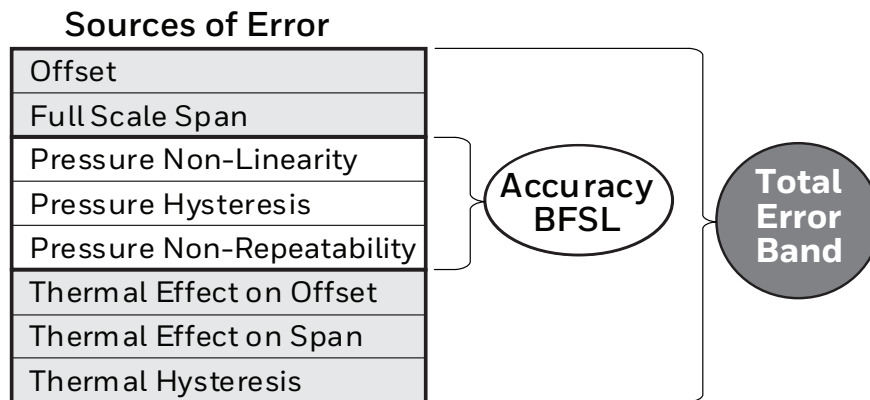 Sources of Error
Offset
Full Scale Span
Pressure Non-Linearity
Pressure Hysteresis
Pressure Non-Repeatability
Thermal Effect on Offset
Thermal Effect on Span
Thermal Hysteresis
Accuracy
BFSL
Total
Error
Band